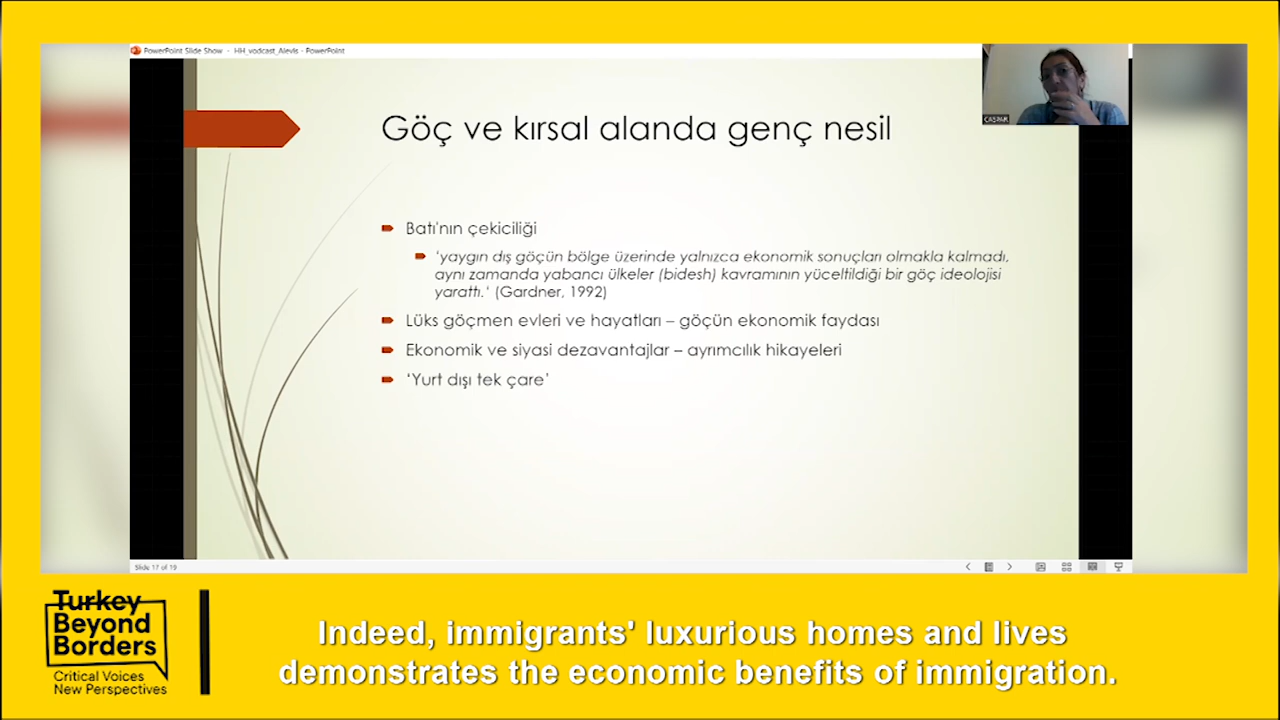 PowerPoint Slide Show - HH_vodcast_Alevis - PowerPoint
CASPAR
Göç ve kırsal alanda genç nesil
Batı'nın çekiciliği
‘yaygın dış göçün bölge üzerinde yalnızca ekonomik sonuçları olmakla kalmadı,
aynı zamanda yabancı ülkeler (bidesh) kavramının yüceltildiği bir göç ideolojisi
yarattı.‘ (Gardner, 1992)
Lüks göçmen evleri ve hayatları – göçün ekonomik faydası
Ekonomik ve siyasi dezavantajlar – ayrımcılık hikayeleri
‘Yurt dışı tek çare’
Slide 17 of 19
Turkey
Beyond
Borders
Critical Voices
New Perspectives
Indeed, immigrants' luxurious homes and lives
demonstrates the economic benefits of immigration.